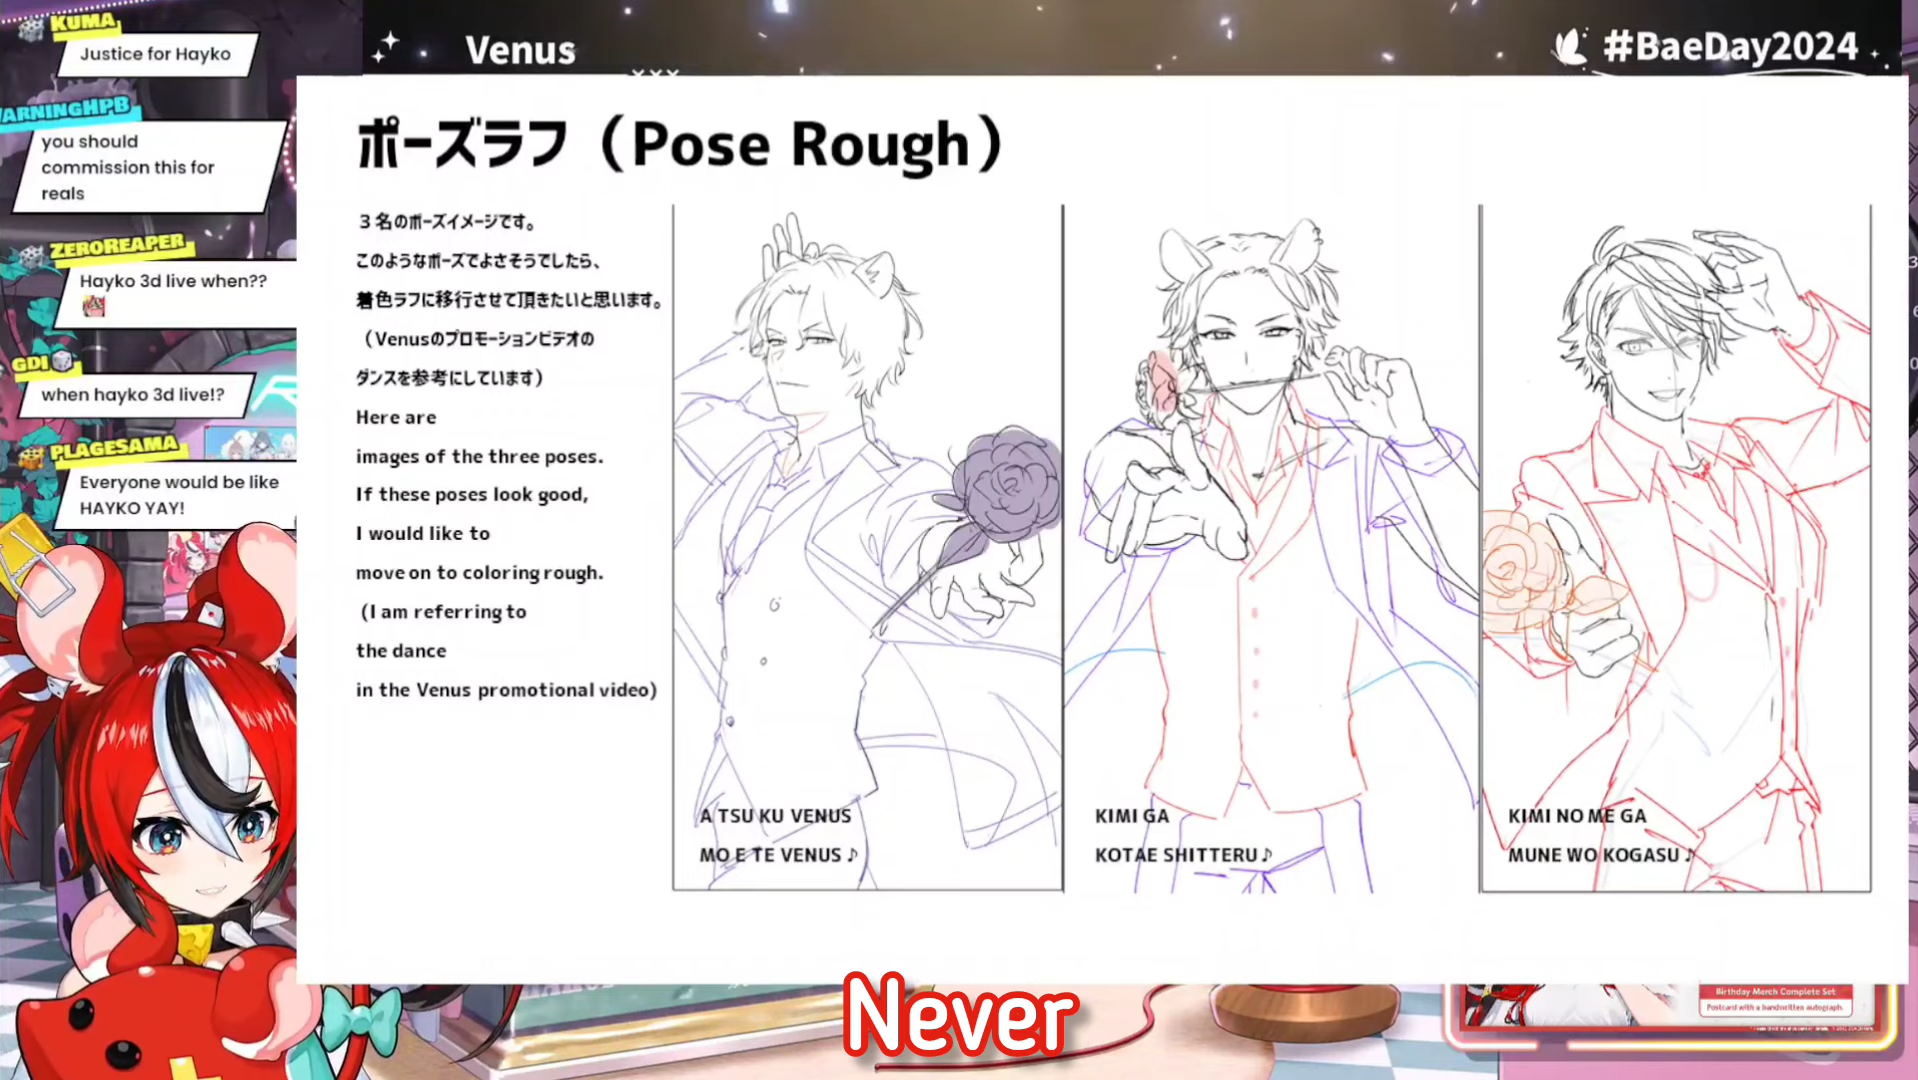 KUMA
Justice for Hayko
WARNINGHPB
you should
commission this for
reals
ZEROREAPER
Hayko 3d live when??
GDI
when hayko 3d live!?
PLAGESAMA
Everyone would be like
HAYKO YAY!
Venus
#BaeDay2024
ポーズラフ（Pose Rough）
３名のポーズイメージです。
このようなポーズでよさそうでしたら、
着色ラフに移行させて頂きたいと思います。
（Venusのプロモーションビデオの
ダンスを参考にしています）
Here are
images of the three poses.
If these poses look good,
I would like to
move on to coloring rough.
(I am referring to
the dance
in the Venus promotional video)
A TSU KU VENUS
MO E TE VENUS ♪
KIMI GA
KOTAE SHITTERU ♪
KIMI NO ME GA
MUNE WO KOGASU ♪
Never
Birthday Merch Complete Set
Postcard with a handwritten autograph